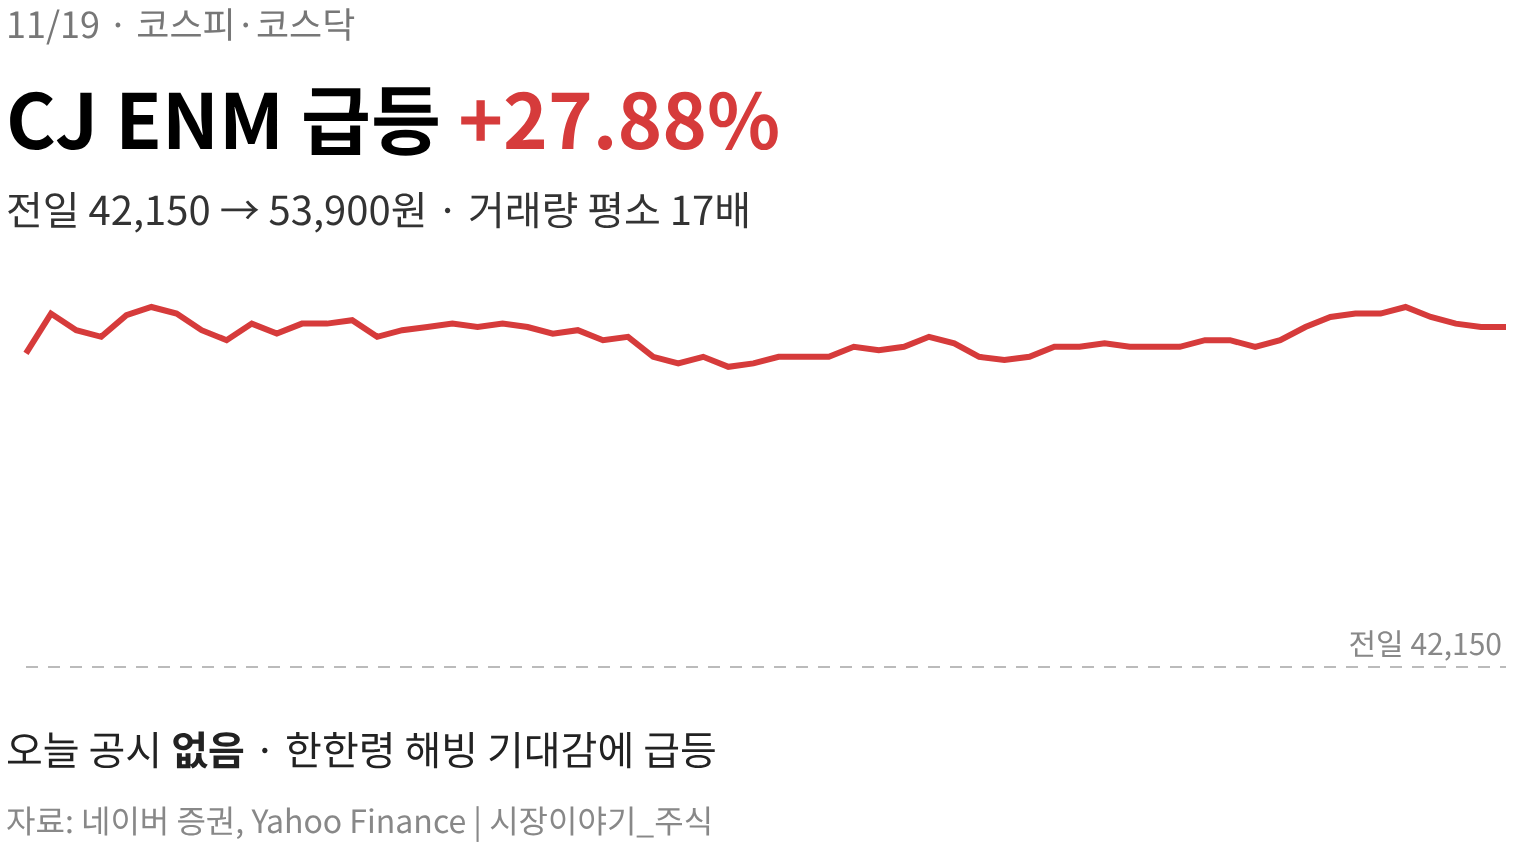 11/19 · 코스피·코스닥
CJ ENM 급등 +27.88%
전일 42,150 → 53,900원 · 거래량 평소 17배
전일 42,150
오늘 공시 없음 · 한한령 해빙 기대감에 급등
자료: 네이버 증권, Yahoo Finance | 시장이야기_주식